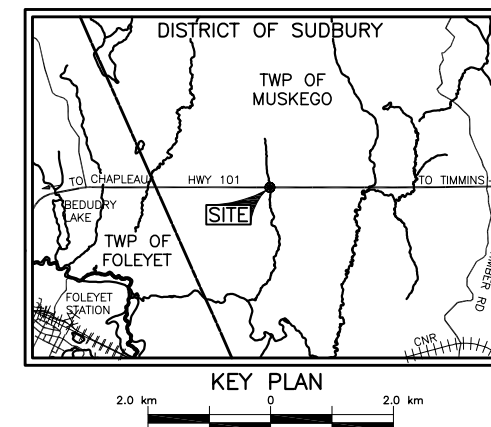 DISTRICT OF SUDBURY
TWP OF
MUSKEGO
TO CHAPLEAU
HWY 101
TO TIMMINS
BEDUDRY
LAKE
SITE
TWP OF
FOLEYET
FOLEYET
STATION
MBER RD
CNR
KEY PLAN
2.0 km 0 2.0 km